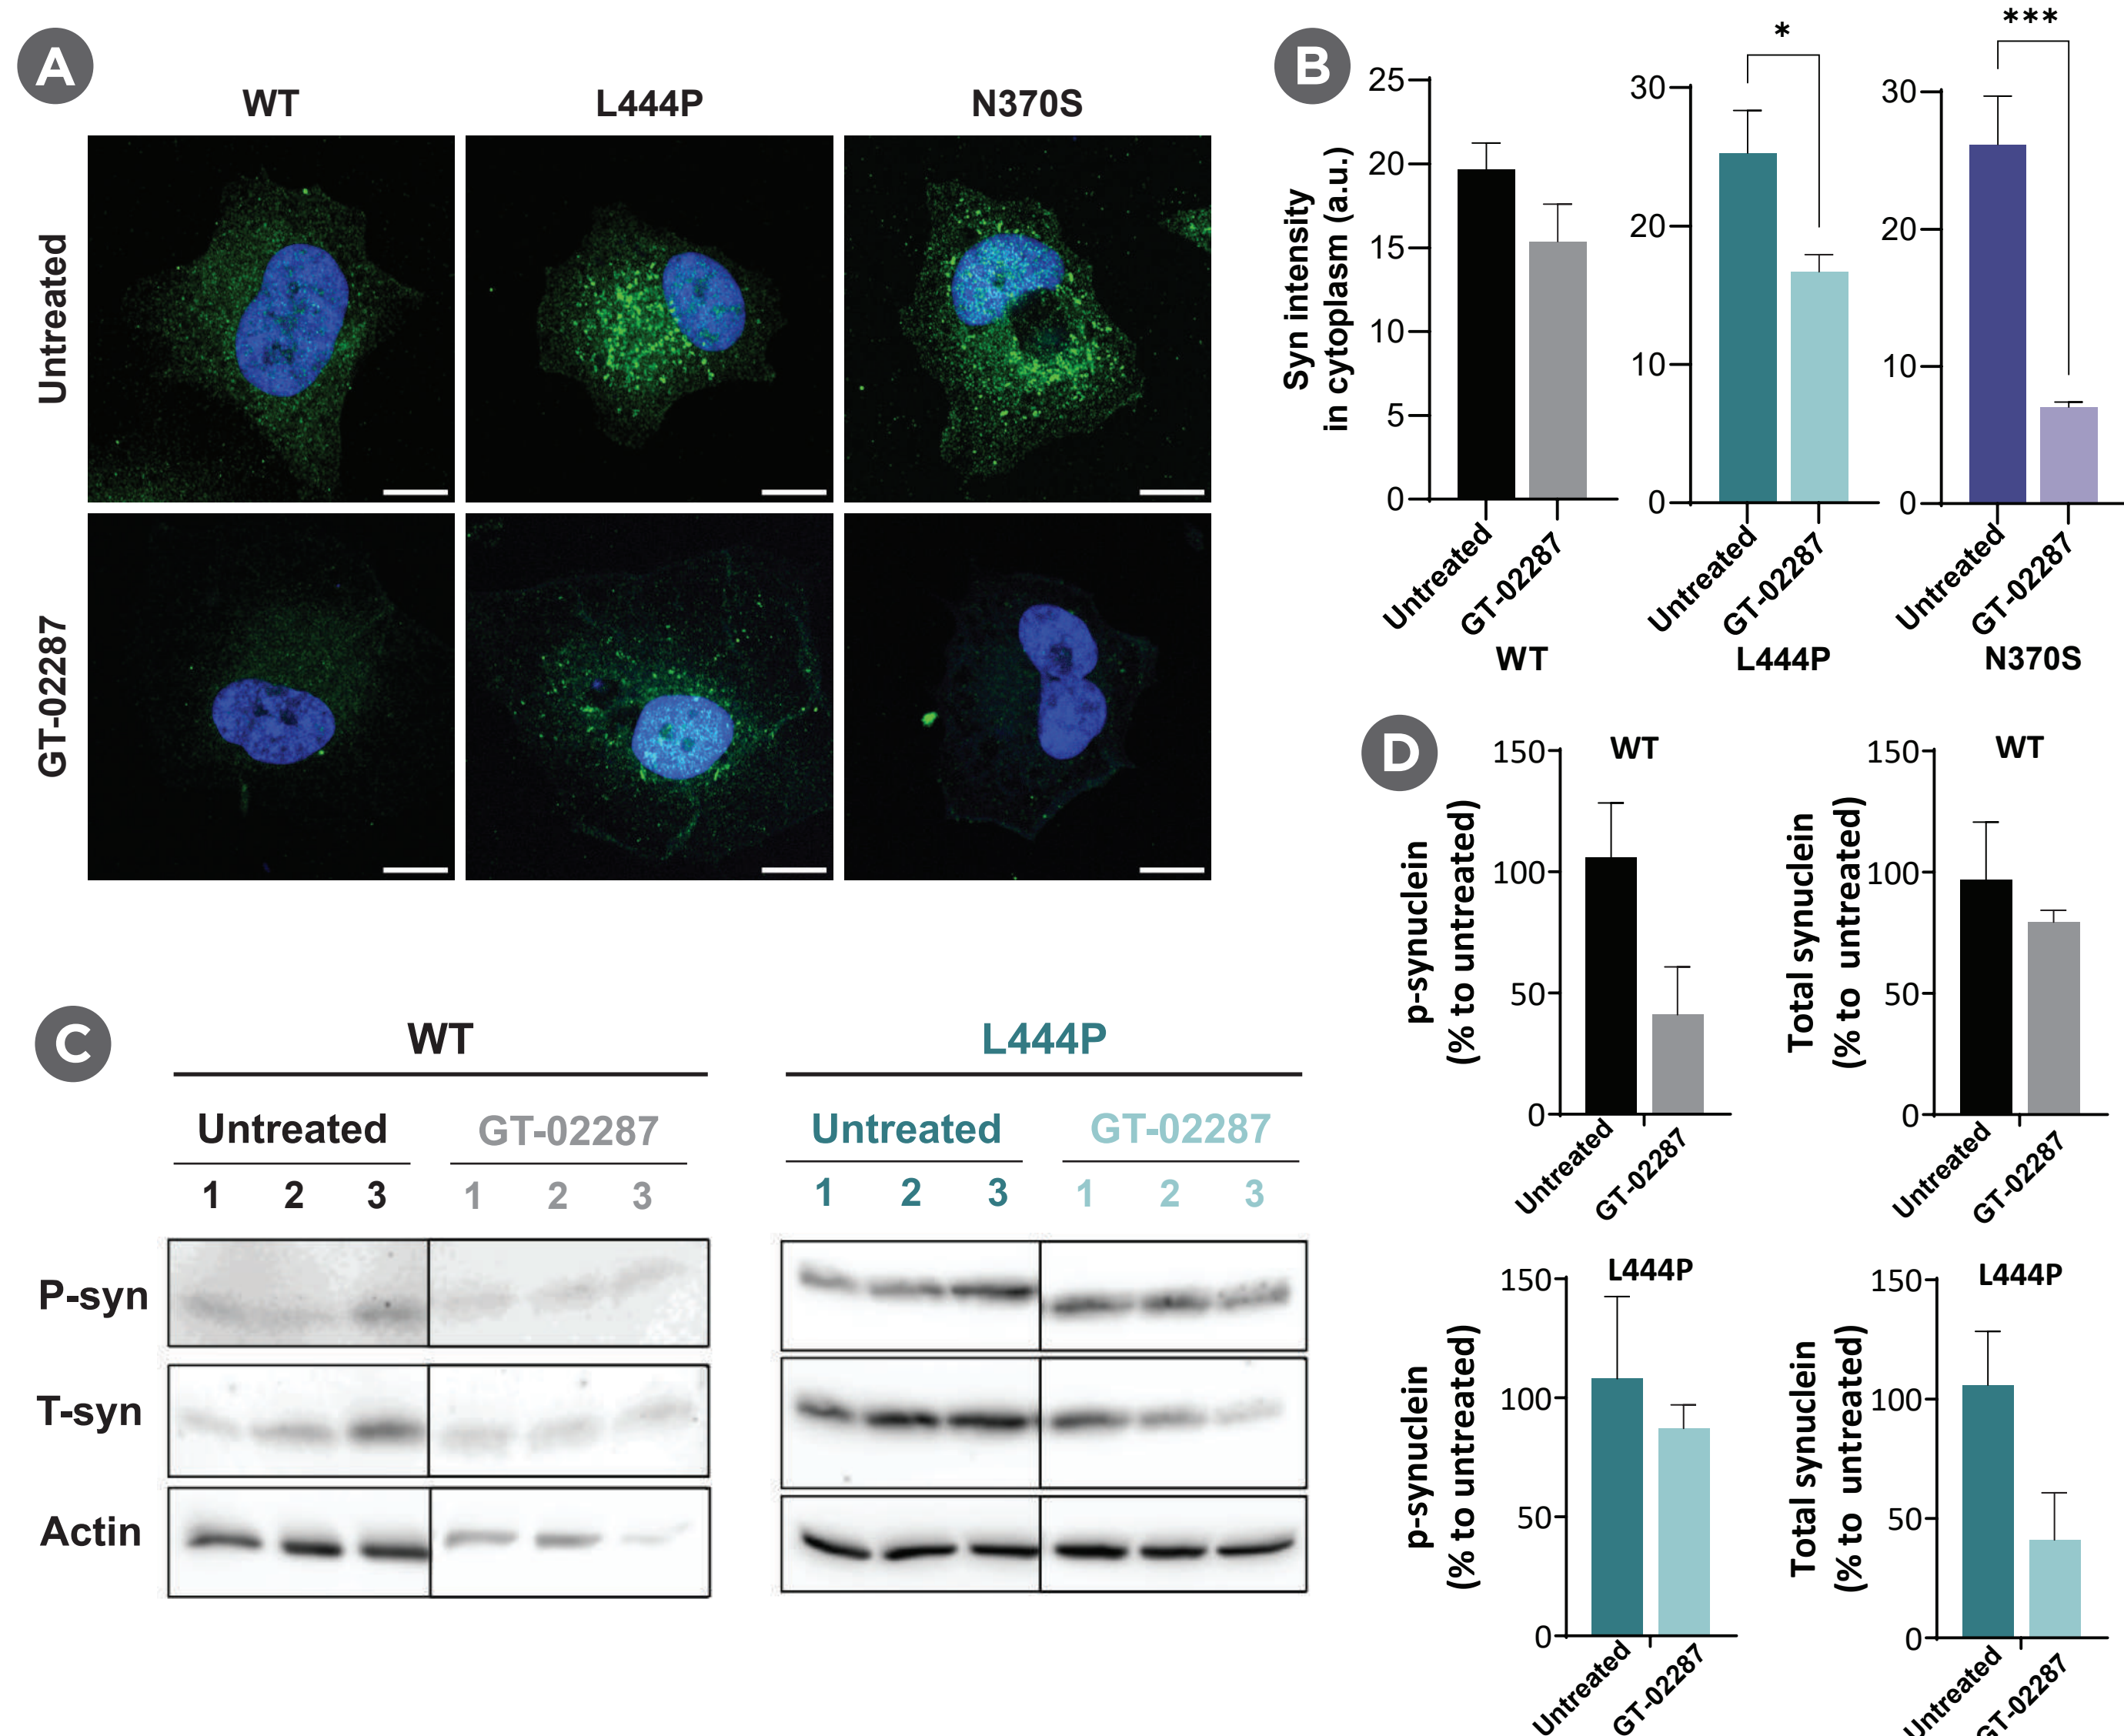 A
WT L444P N370S
Untreated
GT-02287
B
Syn intensity
in cytoplasm (a.u.)
25
20
15
10
5
0
Untreated
GT-02287
WT
*
30
20
10
0
Untreated
GT-02287
L444P
***
30
20
10
0
Untreated
GT-02287
N370S
C
WT L444P
Untreated GT-02287 Untreated GT-02287
1 2 3 1 2 3 1 2 3 1 2 3
P-syn
T-syn
Actin
D
WT
p-synuclein
(% to untreated)
150
100
50
0
Untreated
GT-02287
WT
Total synuclein
(% to untreated)
150
100
50
0
Untreated
GT-02287
L444P
p-synuclein
(% to untreated)
150
100
50
0
Untreated
GT-02287
L444P
Total synuclein
(% to untreated)
150
100
50
0
Untreated
GT-02287